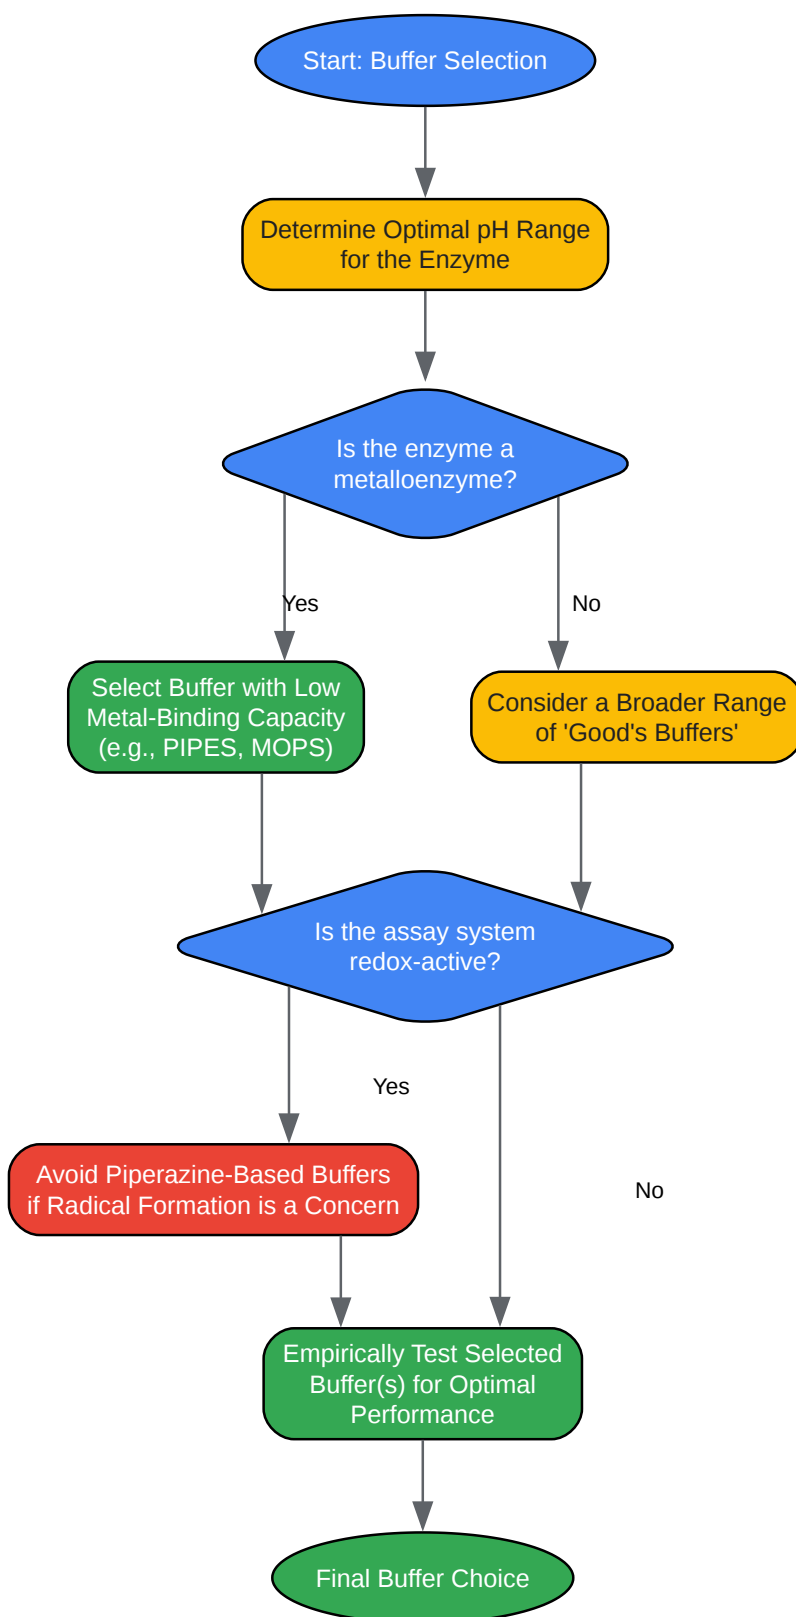 Start: Buffer Selection
Determine Optimal pH Range
for the Enzyme
Is the enzyme a
metalloenzyme?
Yes
No
Select Buffer with Low
Metal-Binding Capacity
(e.g., PIPES, MOPS)
Consider a Broader Range
of 'Good's Buffers'
Is the assay system
redox-active?
Yes
Avoid Piperazine-Based Buffers
if Radical Formation is a Concern
No
Empirically Test Selected
Buffer(s) for Optimal
Performance
Final Buffer Choice